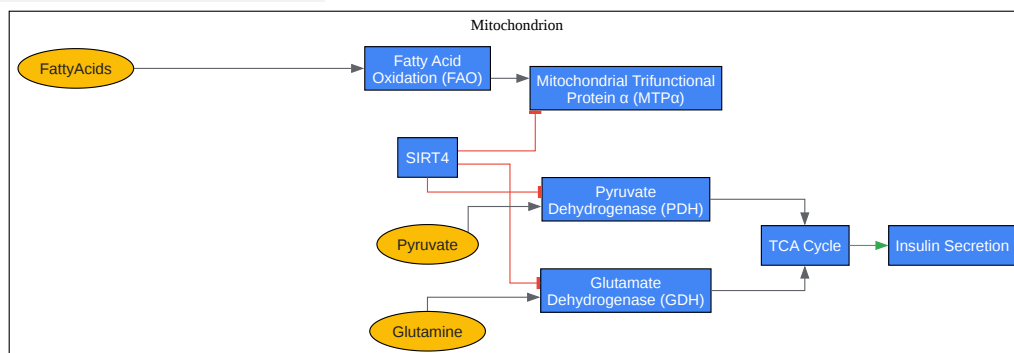 Mitochondrion
FattyAcids
Fatty Acid
Oxidation (FAO)
Mitochondrial Trifunctional
Protein α (MTPα)
SIRT4
Pyruvate
Dehydrogenase (PDH)
Pyruvate
TCA Cycle
Insulin Secretion
Glutamate
Dehydrogenase (GDH)
Glutamine